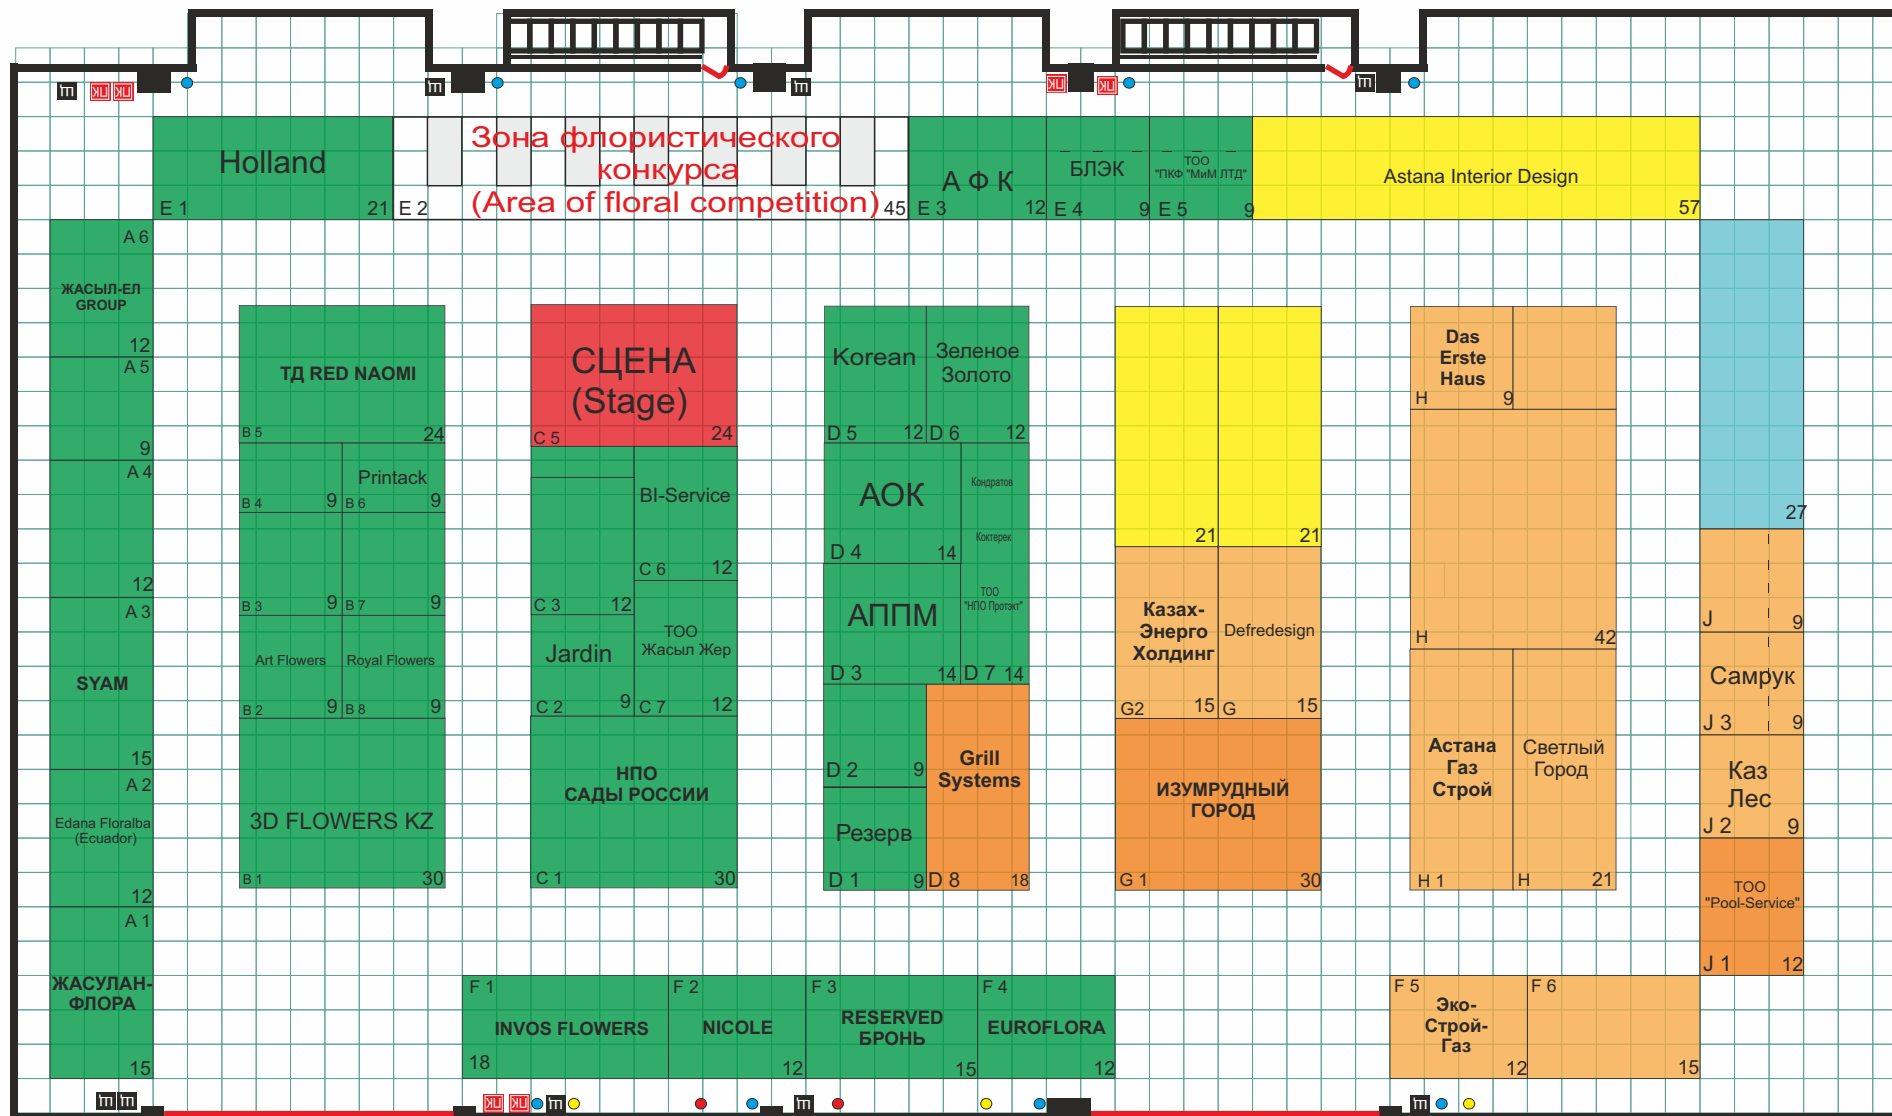 Зона флористического
конкурса
(Area of floral competition)
Holland
E 1
21
E 2
45
А Ф К
E 3
12
БЛЭК
E 4
9
ТОО
"ПКФ "МиМ ЛТД"
E 5
9
Astana Interior Design
57
A 6
ЖАСЫЛ-ЕЛ
GROUP
12
A 5
9
A 4
12
A 3
SYAM
15
A 2
Edana Floralba
(Ecuador)
12
A 1
ЖАСУЛАН-
ФЛОРА
15
ТД RED NAOMI
B 5
24
B 4
9
Printack
B 6
9
B 3
9
B 7
9
Art Flowers
B 2
9
Royal Flowers
B 8
9
3D FLOWERS KZ
B 1
30
СЦЕНА
(Stage)
C 5
24
BI-Service
C 6
12
C 3
12
Jardin
C 2
9
ТОО
Жасыл Жер
C 7
12
НПО
САДЫ РОССИИ
C 1
30
Korean
D 5
12
Зеленое
Золото
D 6
12
АОК
D 4
14
Кондратов
Коктерек
ТОО
"НПО Протэкт"
D 7
14
АППМ
D 3
14
D 2
9
Резерв
D 1
9
Grill
Systems
D 8
18
21
21
Казах-
Энерго
Холдинг
G2
15
Defredesign
G
15
ИЗУМРУДНЫЙ
ГОРОД
G 1
30
Das
Erste
Haus
H
9
H
42
Астана
Газ
Строй
H 1
Светлый
Город
H
21
27
J
9
Самрук
J 3
9
Каз
Лес
J 2
9
ТОО
"Pool-Service"
J 1
12
F 1
INVOS FLOWERS
18
F 2
NICOLE
12
F 3
RESERVED
БРОНЬ
15
F 4
EUROFLORA
12
F 5
Эко-
Строй-
Газ
12
F 6
15